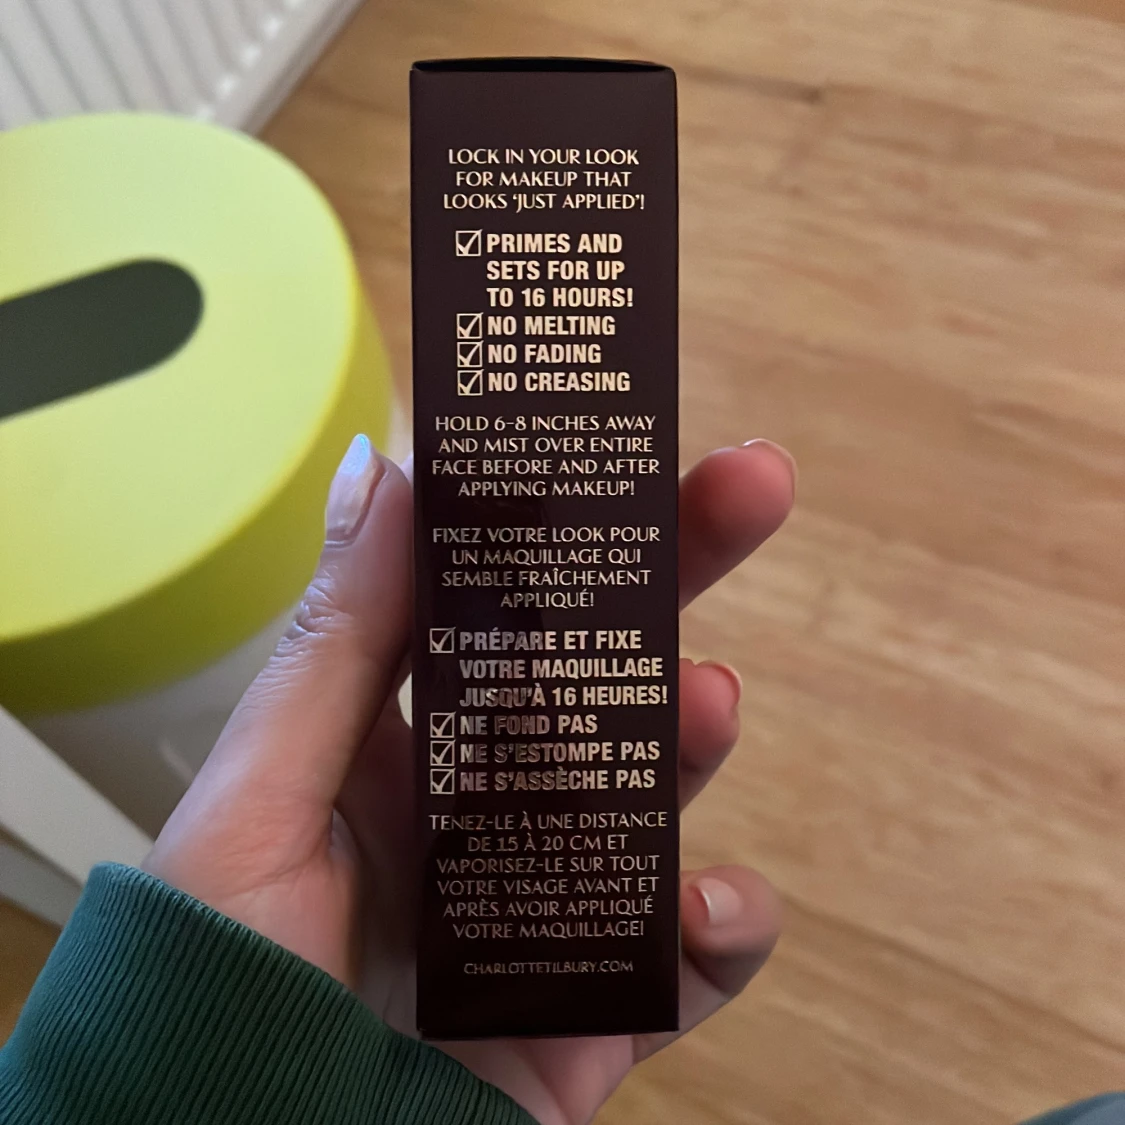 LOCK IN YOUR LOOK
FOR MAKEUP THAT
LOOKS ‘JUST APPLIED’!
PRIMES AND
SETS FOR UP
TO 16 HOURS!
NO MELTING
NO FADING
NO CREASING
HOLD 6-8 INCHES AWAY
AND MIST OVER ENTIRE
FACE BEFORE AND AFTER
APPLYING MAKEUP!
FIXEZ VOTRE LOOK POUR
UN MAQUILLAGE QUI
SEMBLE FRAÎCHEMENT
APPLIQUÉ!
PRÉPARE ET FIXE
VOTRE MAQUILLAGE
JUSQU'À 16 HEURES!
NE FOND PAS
NE S'ESTOMPE PAS
NE S'ASSÈCHE PAS
TENEZ-LE À UNE DISTANCE
DE 15 À 20 CM ET
VAPORISEZ-LE SUR TOUT
VOTRE VISAGE AVANT ET
APRÈS AVOIR APPLIQUÉ
VOTRE MAQUILLAGE!
CHARLOTTETILBURY.COM